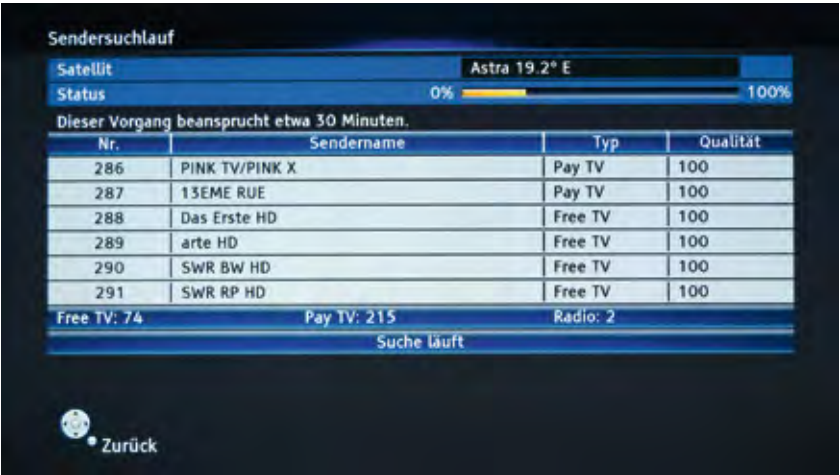 Sendersuchlauf
Satellit Astra 19.2° E
Status 0% 100%
Dieser Vorgang beansprucht etwa 30 Minuten.
Nr. Sendername Typ Qualität
286 PINK TV/PINK X Pay TV 100
287 13EME RUE Pay TV 100
288 Das Erste HD Free TV 100
289 arte HD Free TV 100
290 SWR BW HD Free TV 100
291 SWR RP HD Free TV 100
Free TV: 74 Pay TV: 215 Radio: 2
Suche läuft
Zurück